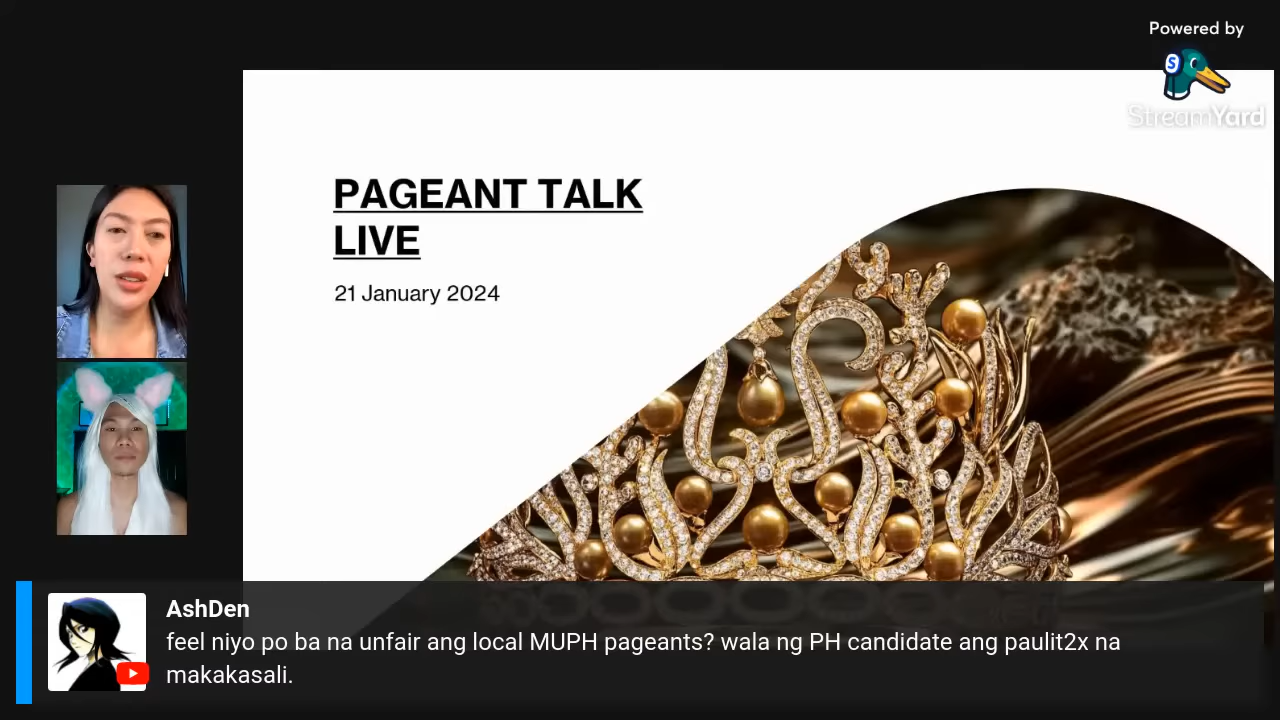 Powered by
StreamYard
PAGEANT TALK
LIVE
21 January 2024
AshDen
feel niyo po ba na unfair ang local MUPH pageants? wala ng PH candidate ang paulit2x na
makakasali.